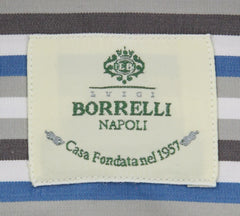 LUIGI
BORRELLI
NAPOLI
Casa Fondata nel 1957